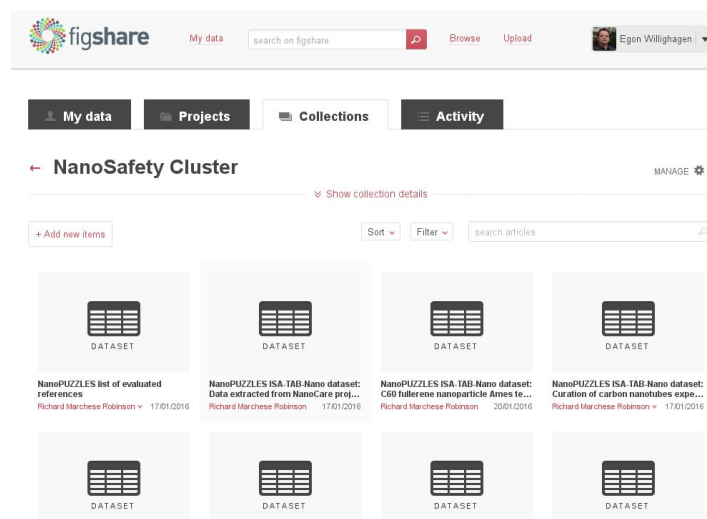 figshare
My data
search on figshare
Browse
Upload
Egon Willighagen
My data
Projects
Collections
Activity
← NanoSafety Cluster
MANAGE
Show collection details
+ Add new items
Sort
Filter
search articles
DATASET
DATASET
DATASET
DATASET
NanoPUZZLES list of evaluated
references
Richard Marchese Robinson 17/01/2016
NanoPUZZLES ISA-TAB-Nano dataset:
Data extracted from NanoCare proj...
Richard Marchese Robinson 17/01/2016
NanoPUZZLES ISA-TAB-Nano dataset:
C60 fullerene nanoparticle Ames te...
Richard Marchese Robinson 20/01/2016
NanoPUZZLES ISA-TAB-Nano dataset:
Curation of carbon nanotubes expe...
Richard Marchese Robinson 17/01/2016
DATASET
DATASET
DATASET
DATASET